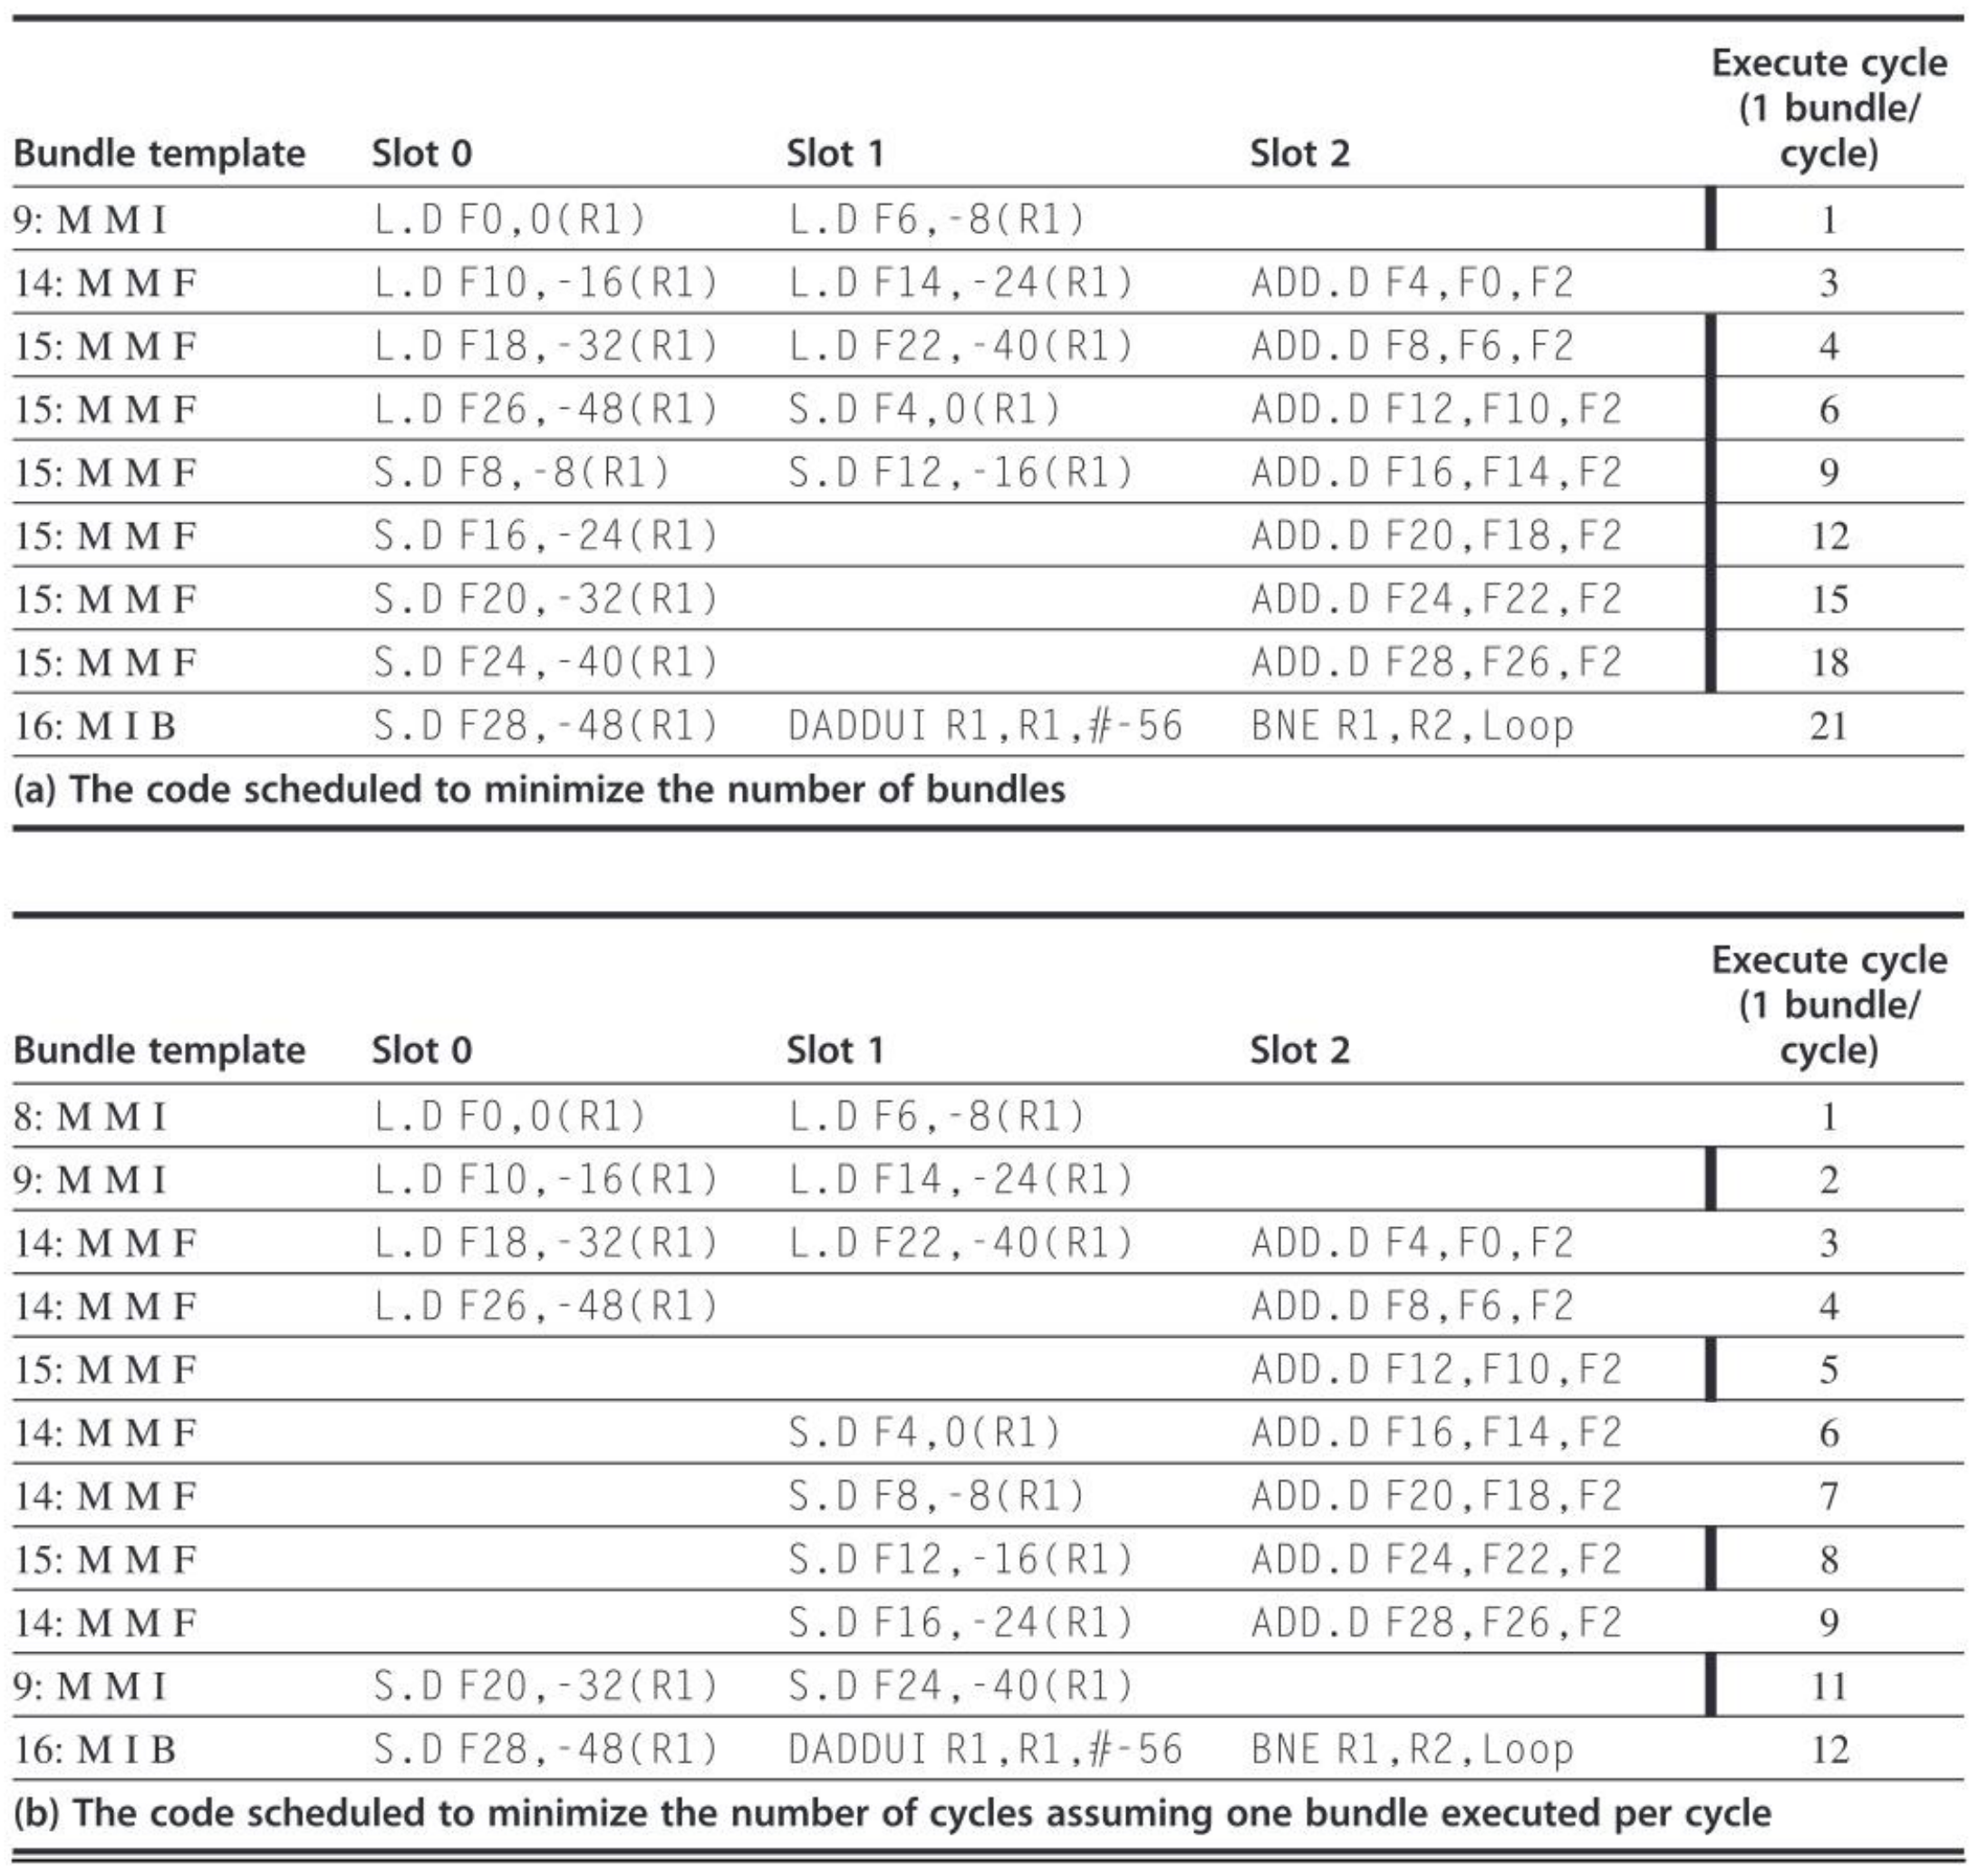 Execute cycle
(1 bundle/
Bundle template Slot 0 Slot 1 Slot 2 cycle)
9: M M I L.D F0,0(R1) L.D F6,-8(R1) 1
14: M M F L.D F10,-16(R1) L.D F14,-24(R1) ADD.D F4,F0,F2 3
15: M M F L.D F18,-32(R1) L.D F22,-40(R1) ADD.D F8,F6,F2 4
15: M M F L.D F26,-48(R1) S.D F4,0(R1) ADD.D F12,F10,F2 6
15: M M F S.D F8,-8(R1) S.D F12,-16(R1) ADD.D F16,F14,F2 9
15: M M F S.D F16,-24(R1) ADD.D F20,F18,F2 12
15: M M F S.D F20,-32(R1) ADD.D F24,F22,F2 15
15: M M F S.D F24,-40(R1) ADD.D F28,F26,F2 18
16: M I B S.D F28,-48(R1) DADDUI R1,R1,#-56 BNE R1,R2,Loop 21
(a) The code scheduled to minimize the number of bundles
Execute cycle
(1 bundle/
Bundle template Slot 0 Slot 1 Slot 2 cycle)
8: M M I L.D F0,0(R1) L.D F6,-8(R1) 1
9: M M I L.D F10,-16(R1) L.D F14,-24(R1) 2
14: M M F L.D F18,-32(R1) L.D F22,-40(R1) ADD.D F4,F0,F2 3
14: M M F L.D F26,-48(R1) ADD.D F8,F6,F2 4
15: M M F ADD.D F12,F10,F2 5
14: M M F S.D F4,0(R1) ADD.D F16,F14,F2 6
14: M M F S.D F8,-8(R1) ADD.D F20,F18,F2 7
15: M M F S.D F12,-16(R1) ADD.D F24,F22,F2 8
14: M M F S.D F16,-24(R1) ADD.D F28,F26,F2 9
9: M M I S.D F20,-32(R1) S.D F24,-40(R1) 11
16: M I B S.D F28,-48(R1) DADDUI R1,R1,#-56 BNE R1,R2,Loop 12
(b) The code scheduled to minimize the number of cycles assuming one bundle executed per cycle